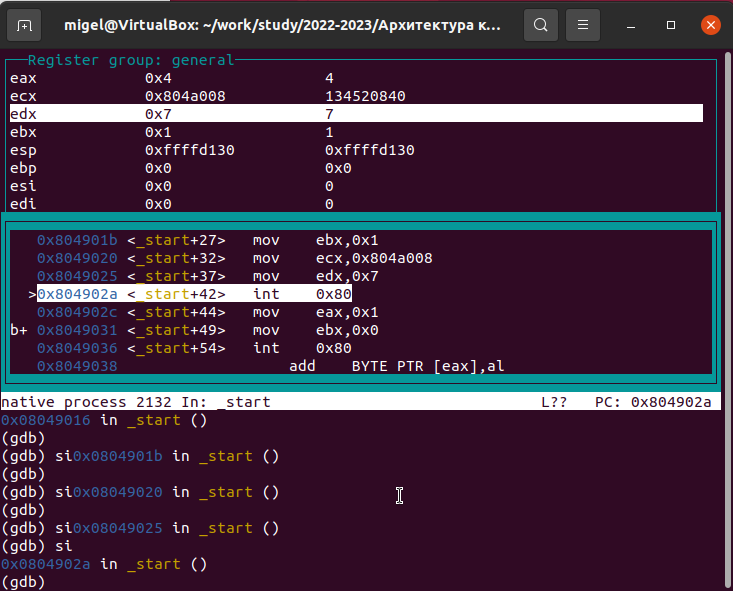 migel@VirtualBox: ~/work/study/2022-2023/Архитектура к...
Register group: general
eax 0x4 4
ecx 0x804a008 134520840
edx 0x7 7
ebx 0x1 1
esp 0xffffd130 0xffffd130
ebp 0x0 0x0
esi 0x0 0
edi 0x0 0
0x804901b <_start+27> mov ebx,0x1
0x8049020 <_start+32> mov ecx,0x804a008
0x8049025 <_start+37> mov edx,0x7
>0x804902a <_start+42> int 0x80
0x804902c <_start+44> mov eax,0x1
b+ 0x8049031 <_start+49> mov ebx,0x0
0x8049036 <_start+54> int 0x80
0x8049038 add BYTE PTR [eax],al
native process 2132 In: _start L?? PC: 0x804902a
0x08049016 in _start ()
(gdb)
(gdb) si0x0804901b in _start ()
(gdb)
(gdb) si0x08049020 in _start ()
(gdb)
(gdb) si0x08049025 in _start ()
(gdb) si
0x0804902a in _start ()
(gdb)